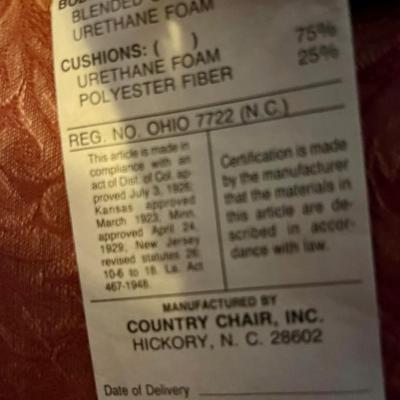 BLENDED
URETHANE FOAM
CUSHIONS: ( ) 75%
URETHANE FOAM 25%
POLYESTER FIBER
REG. NO. OHIO 7722 (N.C.)
This article is made in
compliance with an
act of Dist. of Col. ap-
proved July 3, 1926;
Kansas approved
March 1923; Minn.
approved April 24,
1929; New Jersey
revised statutes 26:
10-6 to 18. La. Act
467-1948.
Certification is made
by the manufacturer
that the materials in
this article are de-
scribed in accor-
dance with law.
MANUFACTURED BY
COUNTRY CHAIR, INC.
HICKORY, N. C. 28602
Date of Delivery